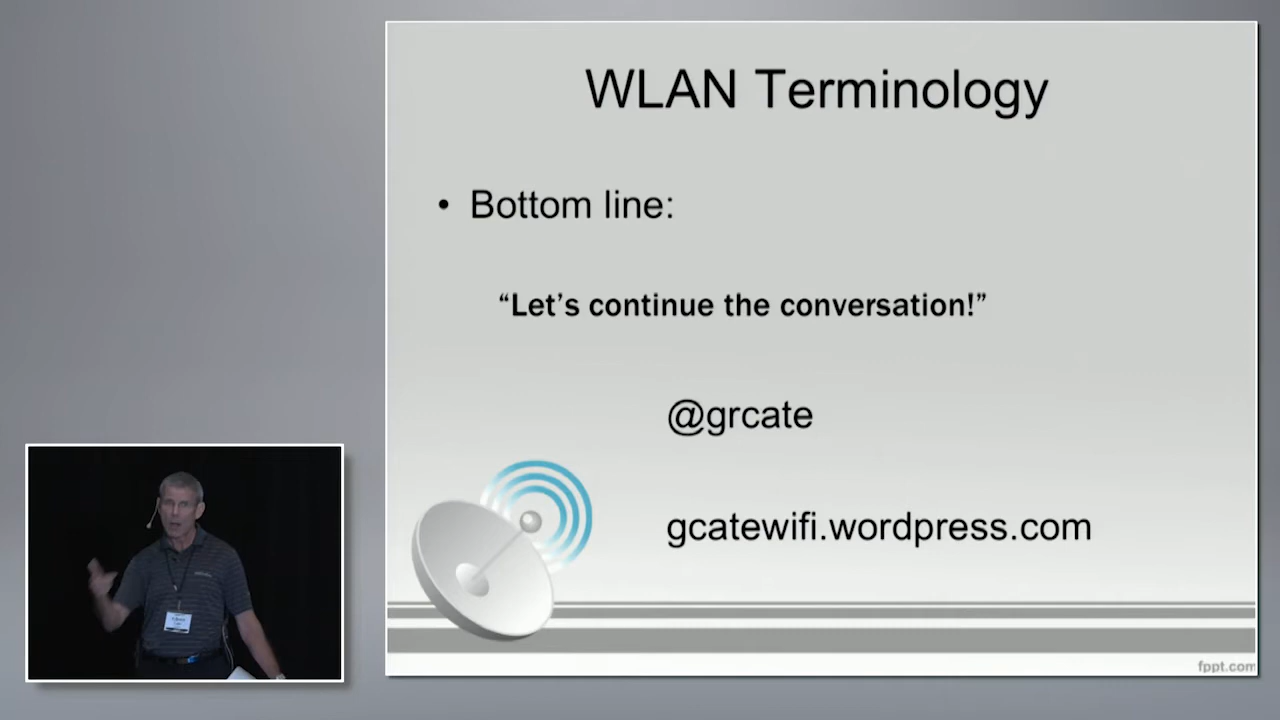 WLAN Terminology
• Bottom line:
“Let’s continue the conversation!”
@grcate
gcatewifi.wordpress.com
fppt.com